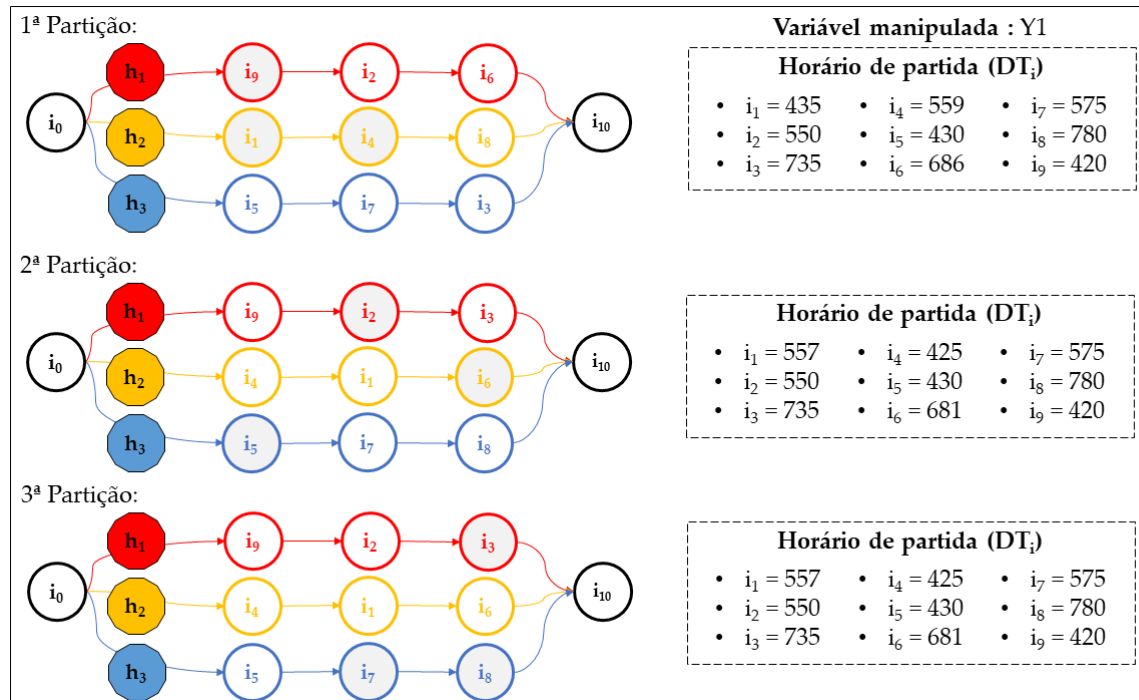 1ª Partição:
Variável manipulada : Y1
h₁ i₉ i₂ i₆
i₀ h₂ i₁ i₄ i₈ i₁₀
h₃ i₅ i₇ i₃
Horário de partida (DTᵢ)
• i₁ = 435 • i₄ = 559 • i₇ = 575
• i₂ = 550 • i₅ = 430 • i₈ = 780
• i₃ = 735 • i₆ = 686 • i₉ = 420
2ª Partição:
h₁ i₉ i₂ i₃
i₀ h₂ i₄ i₁ i₆ i₁₀
h₃ i₅ i₇ i₈
Horário de partida (DTᵢ)
• i₁ = 557 • i₄ = 425 • i₇ = 575
• i₂ = 550 • i₅ = 430 • i₈ = 780
• i₃ = 735 • i₆ = 681 • i₉ = 420
3ª Partição:
h₁ i₉ i₂ i₃
i₀ h₂ i₄ i₁ i₆ i₁₀
h₃ i₅ i₇ i₈
Horário de partida (DTᵢ)
• i₁ = 557 • i₄ = 425 • i₇ = 575
• i₂ = 550 • i₅ = 430 • i₈ = 780
• i₃ = 735 • i₆ = 681 • i₉ = 420